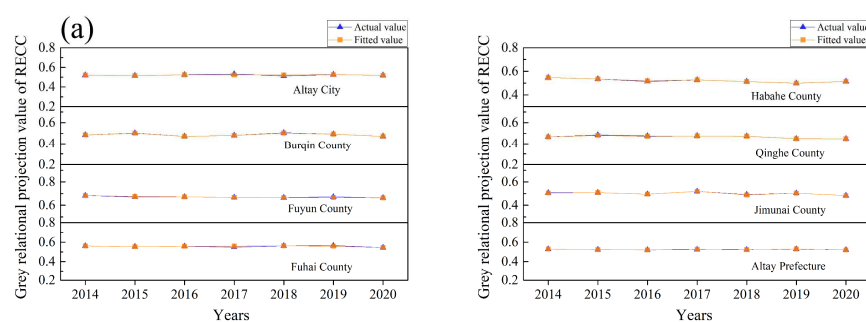 (a)
Actual value
Fitted value
Grey relational projection value of RECC
0.8
0.6
0.4
0.2
Altay City
0.6
0.4
0.2
Burqin County
0.8
0.6
0.4
Fuyun County
0.8
0.6
0.4
0.2
Fuhai County
2014 2015 2016 2017 2018 2019 2020
Years
Actual value
Fitted value
Grey relational projection value of RECC
0.8
0.6
0.4
Habahe County
0.6
0.4
0.2
Qinghe County
0.6
0.4
Jimunai County
0.8
0.6
0.4
0.2
Altay Prefecture
2014 2015 2016 2017 2018 2019 2020
Years